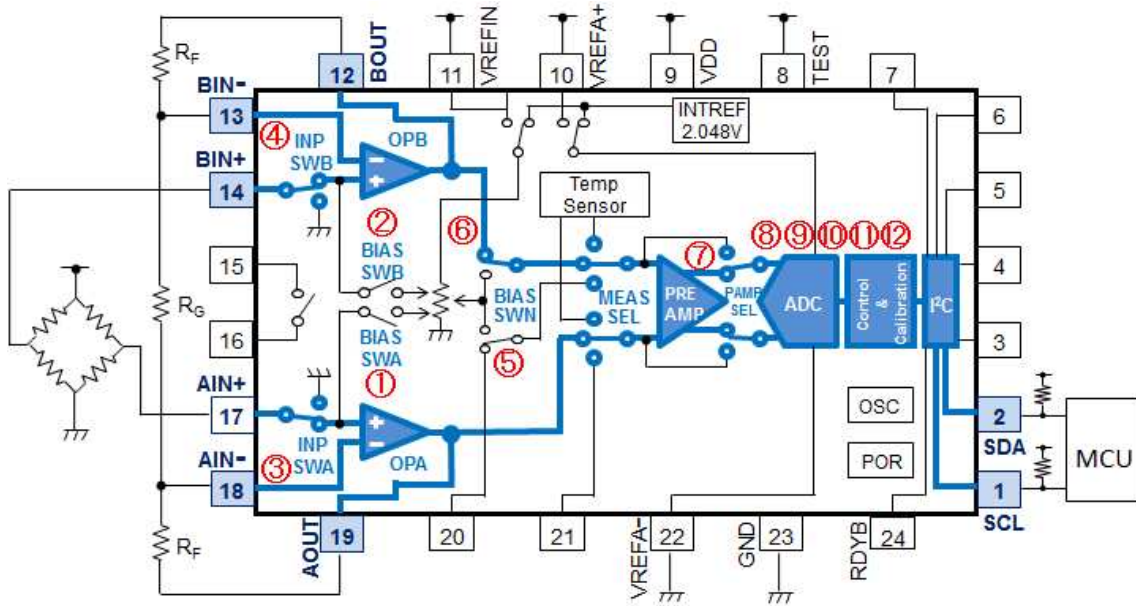 RF
BIN-
13
BIN+
14
RG
15
16
AIN+
17
AIN-
18
RF
12
BOUT
11
VREFIN
10
VREFA+
9
VDD
8
TEST
7
INTREF
2.048V
④
INP
SWB
OPB
②
BIAS
SWB
⑥
Temp
Sensor
BIAS
SWN
⑤
MEAS
SEL
BIAS
SWA
①
INP
SWA
③
OPA
PRE
AMP
⑦
PAMP
SEL
⑧⑨⑩⑪⑫
ADC
Control
&
Calibration
I²C
OSC
POR
6
5
4
3
2
SDA
1
SCL
MCU
AOUT
19
20
21
VREFA-
22
GND
23
RDYB
24